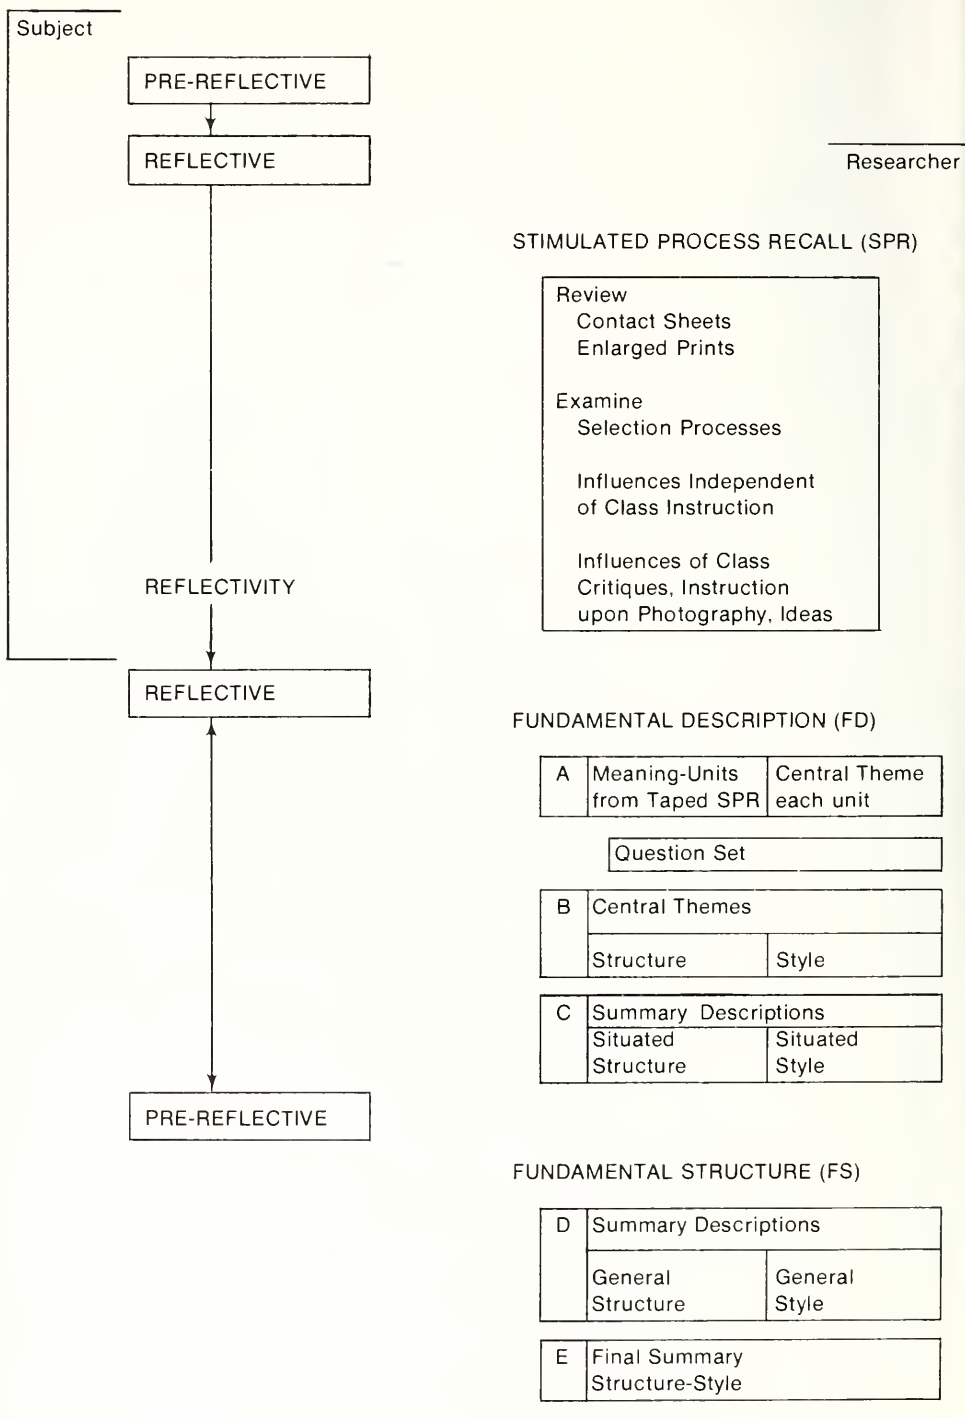 Subject
PRE-REFLECTIVE
REFLECTIVE
REFLECTIVITY
REFLECTIVE
PRE-REFLECTIVE
Researcher
STIMULATED PROCESS RECALL (SPR)
Review
Contact Sheets
Enlarged Prints
Examine
Selection Processes
Influences Independent
of Class Instruction
Influences of Class
Critiques, Instruction
upon Photography, Ideas
FUNDAMENTAL DESCRIPTION (FD)
A Meaning-Units Central Theme
from Taped SPR each unit
Question Set
B Central Themes
Structure Style
C Summary Descriptions
Situated Situated
Structure Style
FUNDAMENTAL STRUCTURE (FS)
D Summary Descriptions
General General
Structure Style
E Final Summary
Structure-Style